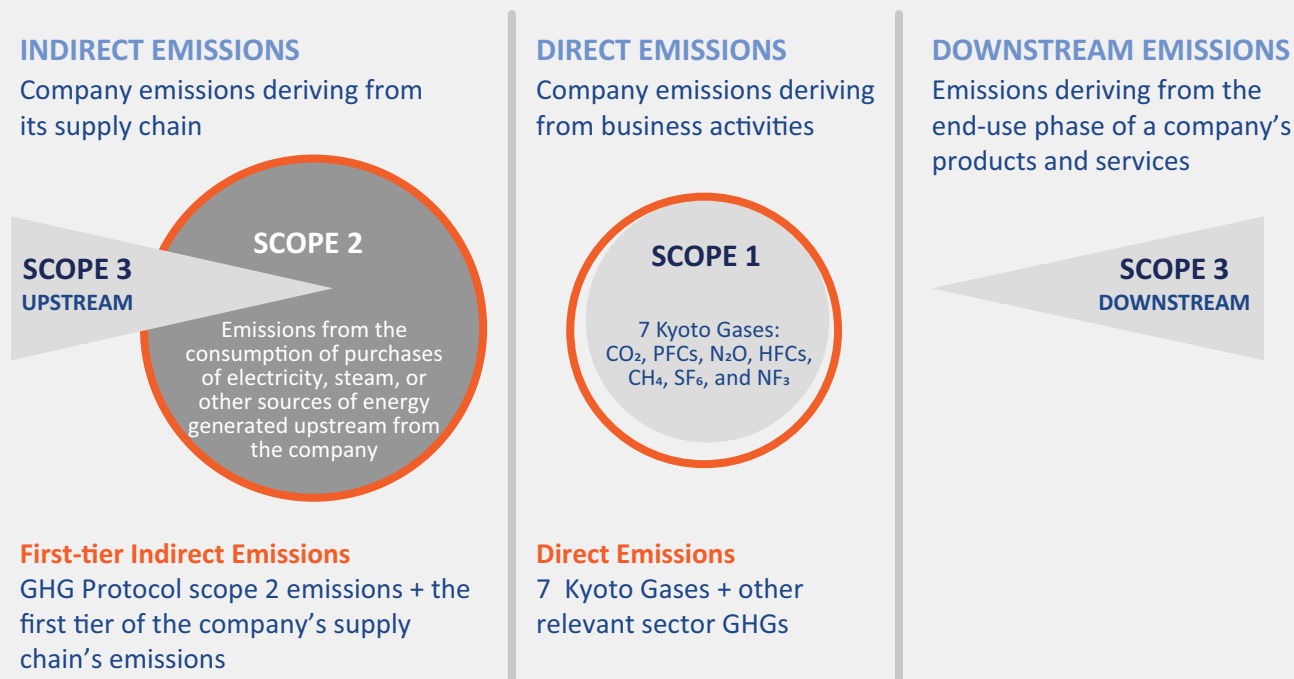 INDIRECT EMISSIONS
Company emissions deriving from
its supply chain
SCOPE 3
UPSTREAM
SCOPE 2
Emissions from the
consumption of purchases
of electricity, steam, or
other sources of energy
generated upstream from
the company
First-tier Indirect Emissions
GHG Protocol scope 2 emissions + the
first tier of the company’s supply
chain’s emissions
DIRECT EMISSIONS
Company emissions deriving
from business activities
SCOPE 1
7 Kyoto Gases:
CO₂, PFCs, N₂O, HFCs,
CH₄, SF₆, and NF₃
Direct Emissions
7 Kyoto Gases + other
relevant sector GHGs
DOWNSTREAM EMISSIONS
Emissions deriving from the
end-use phase of a company’s
products and services
SCOPE 3
DOWNSTREAM